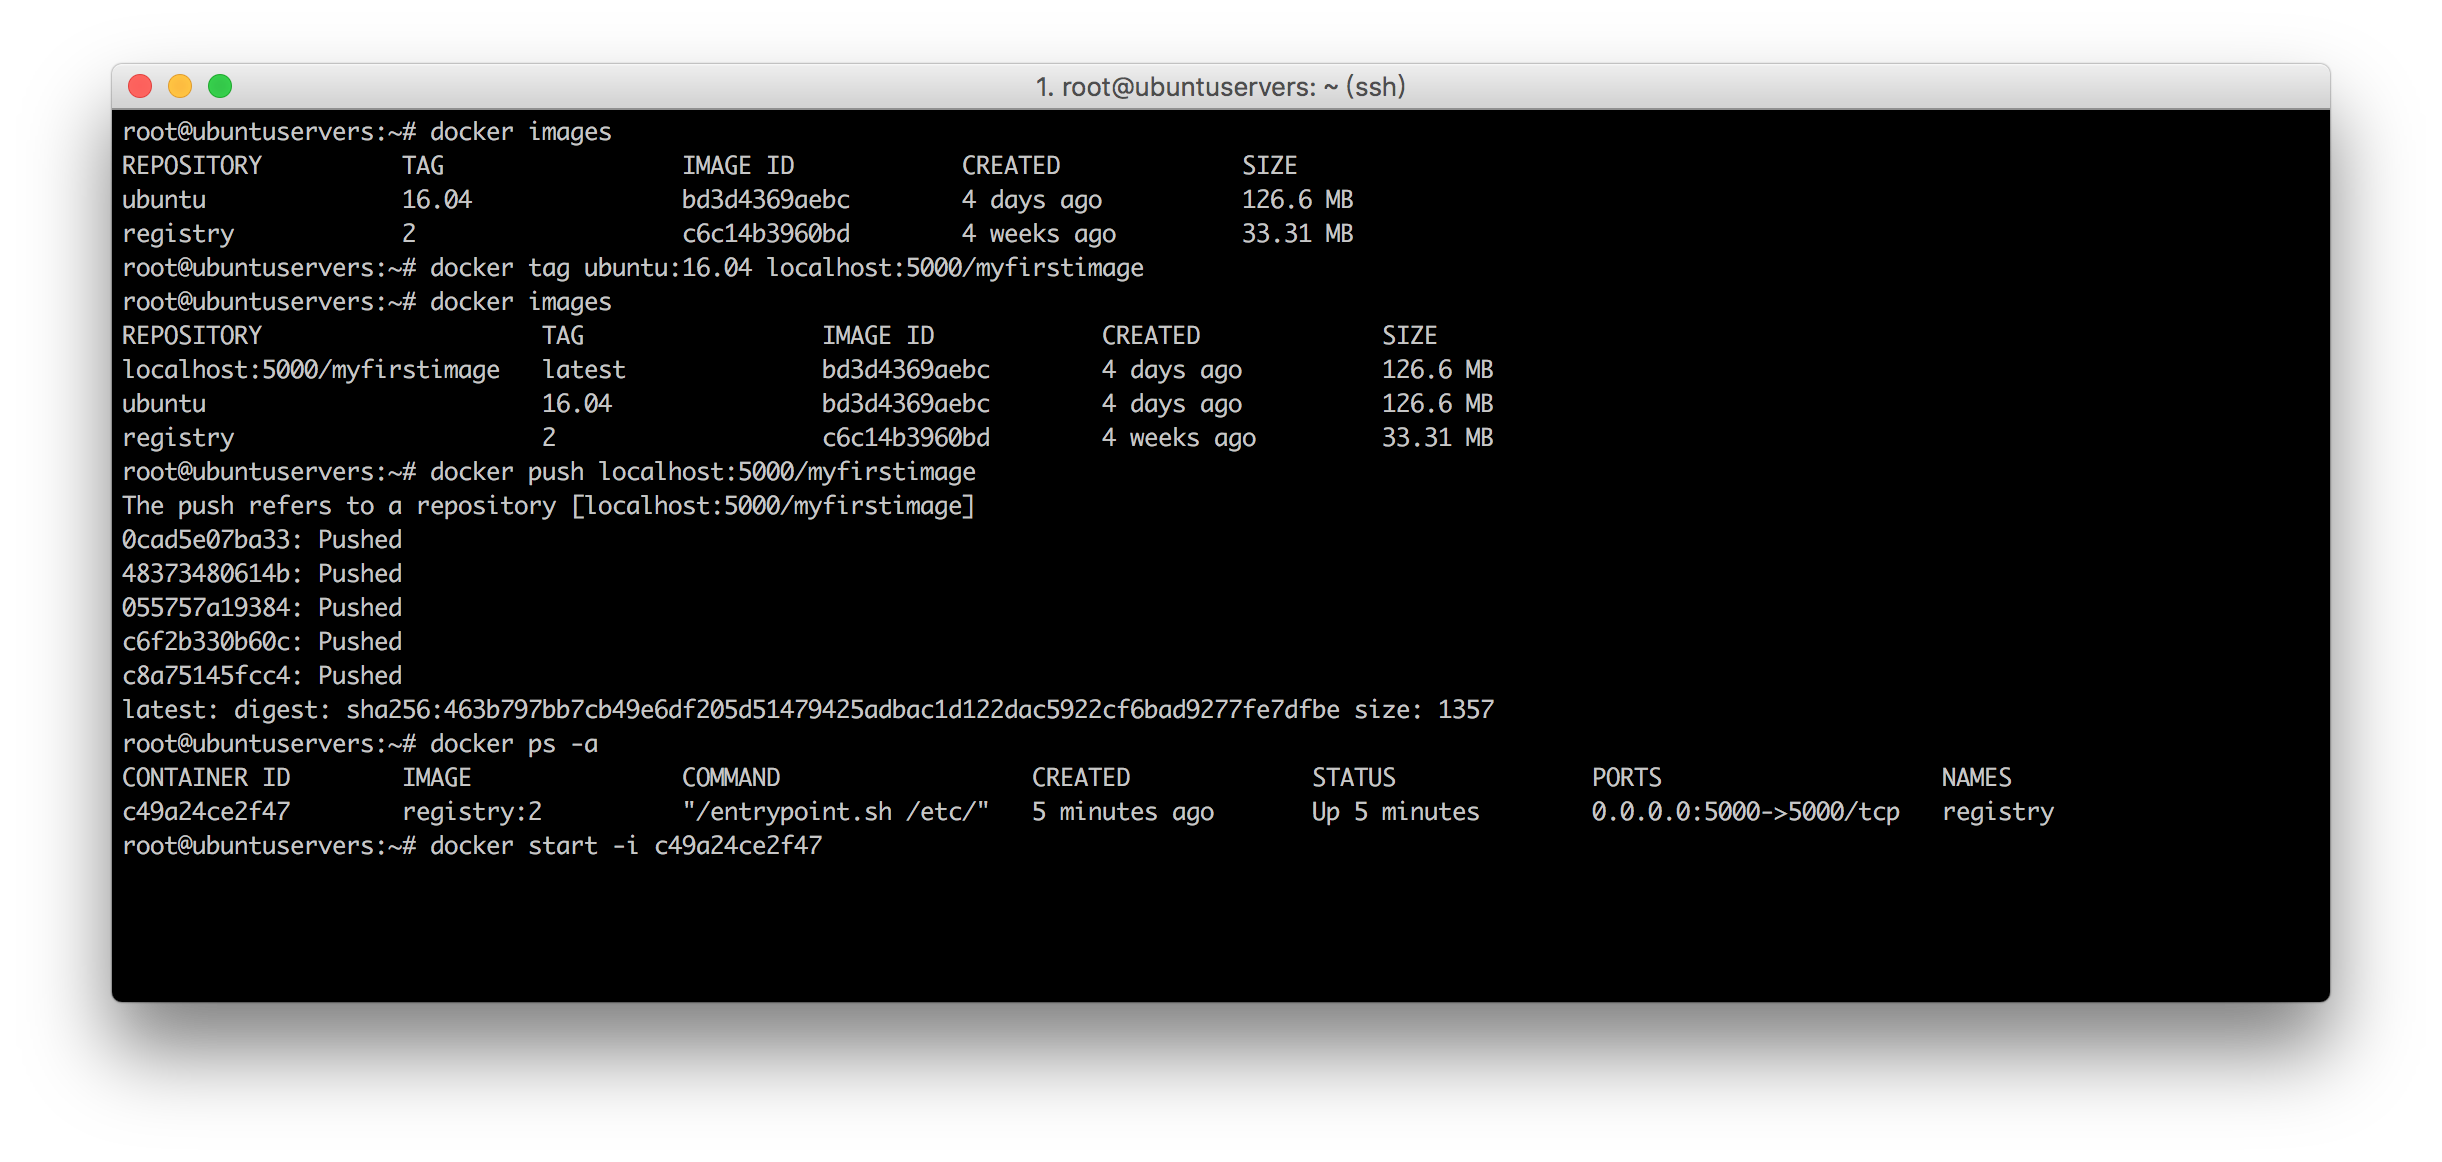 1. root@ubuntuservers: ~ (ssh)
root@ubuntuservers:~# docker images
REPOSITORY          TAG                 IMAGE ID            CREATED             SIZE
ubuntu              16.04               bd3d4369aebc        4 days ago          126.6 MB
registry            2                   c6c14b3960bd        4 weeks ago         33.31 MB
root@ubuntuservers:~# docker tag ubuntu:16.04 localhost:5000/myfirstimage
root@ubuntuservers:~# docker images
REPOSITORY                    TAG                 IMAGE ID            CREATED             SIZE
localhost:5000/myfirstimage   latest              bd3d4369aebc        4 days ago          126.6 MB
ubuntu                        16.04               bd3d4369aebc        4 days ago          126.6 MB
registry                      2                   c6c14b3960bd        4 weeks ago         33.31 MB
root@ubuntuservers:~# docker push localhost:5000/myfirstimage
The push refers to a repository [localhost:5000/myfirstimage]
0cad5e07ba33: Pushed
48373480614b: Pushed
055757a19384: Pushed
c6f2b330b60c: Pushed
c8a75145fcc4: Pushed
latest: digest: sha256:463b797bb7cb49e6df205d51479425adbac1d122dac5922cf6bad9277fe7dfbe size: 1357
root@ubuntuservers:~# docker ps -a
CONTAINER ID        IMAGE               COMMAND                  CREATED             STATUS              PORTS                    NAMES
c49a24ce2f47        registry:2          "/entrypoint.sh /etc/"   5 minutes ago       Up 5 minutes        0.0.0.0:5000->5000/tcp   registry
root@ubuntuservers:~# docker start -i c49a24ce2f47